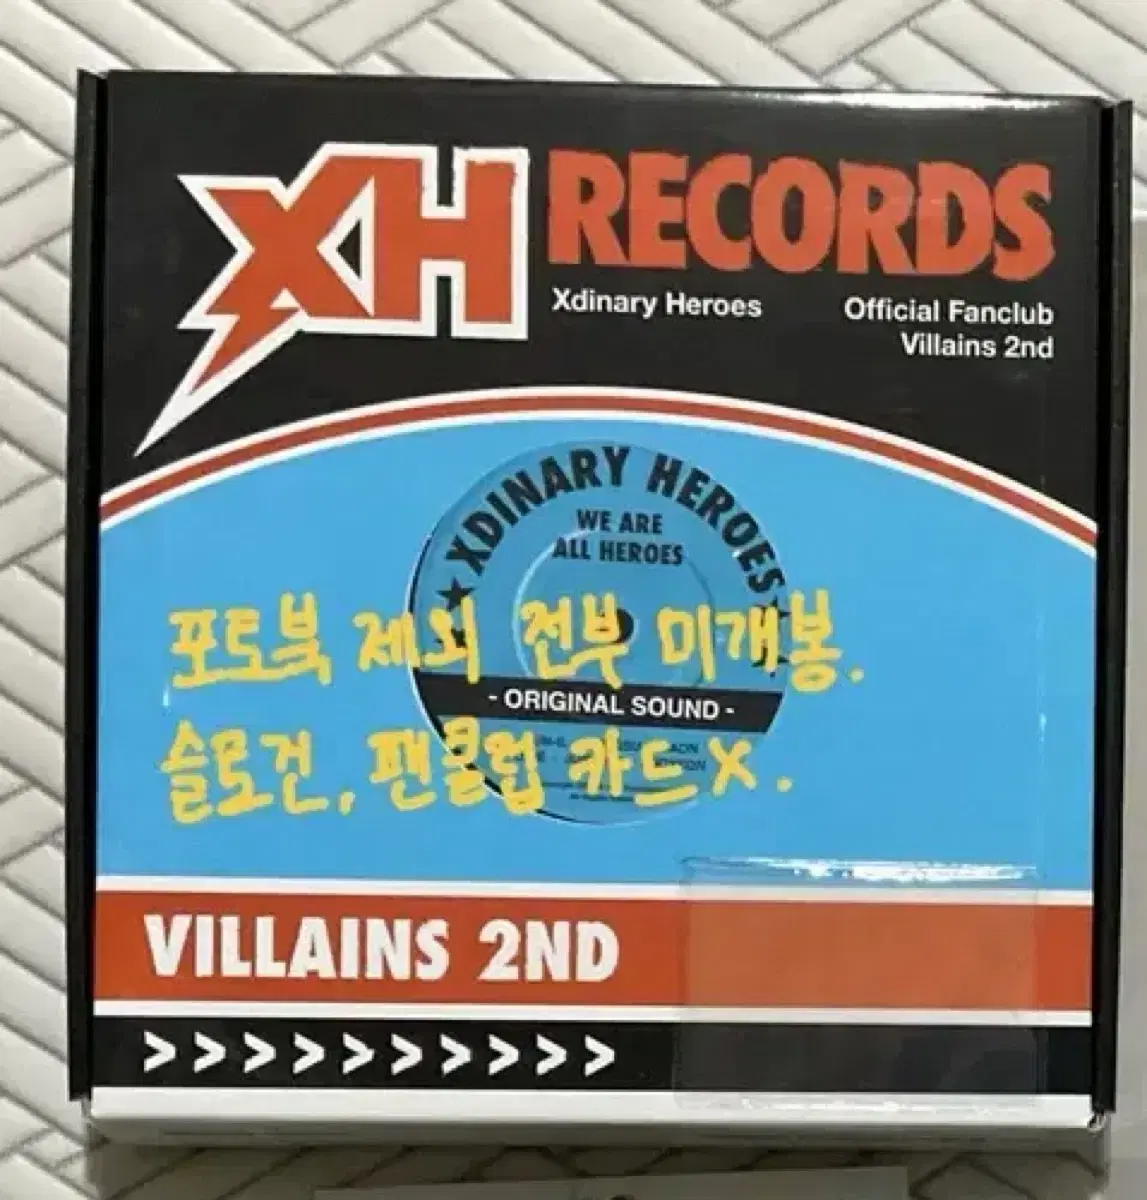 XH RECORDS
Xdinary Heroes
Official Fanclub
Villains 2nd
XDINARY HEROES
WE ARE
ALL HEROES
포토북 제외 전부 미개봉.
- ORIGINAL SOUND -
슬로건, 팬클럽 카드 X.
VILLAINS 2ND
>>>>>>>>>>